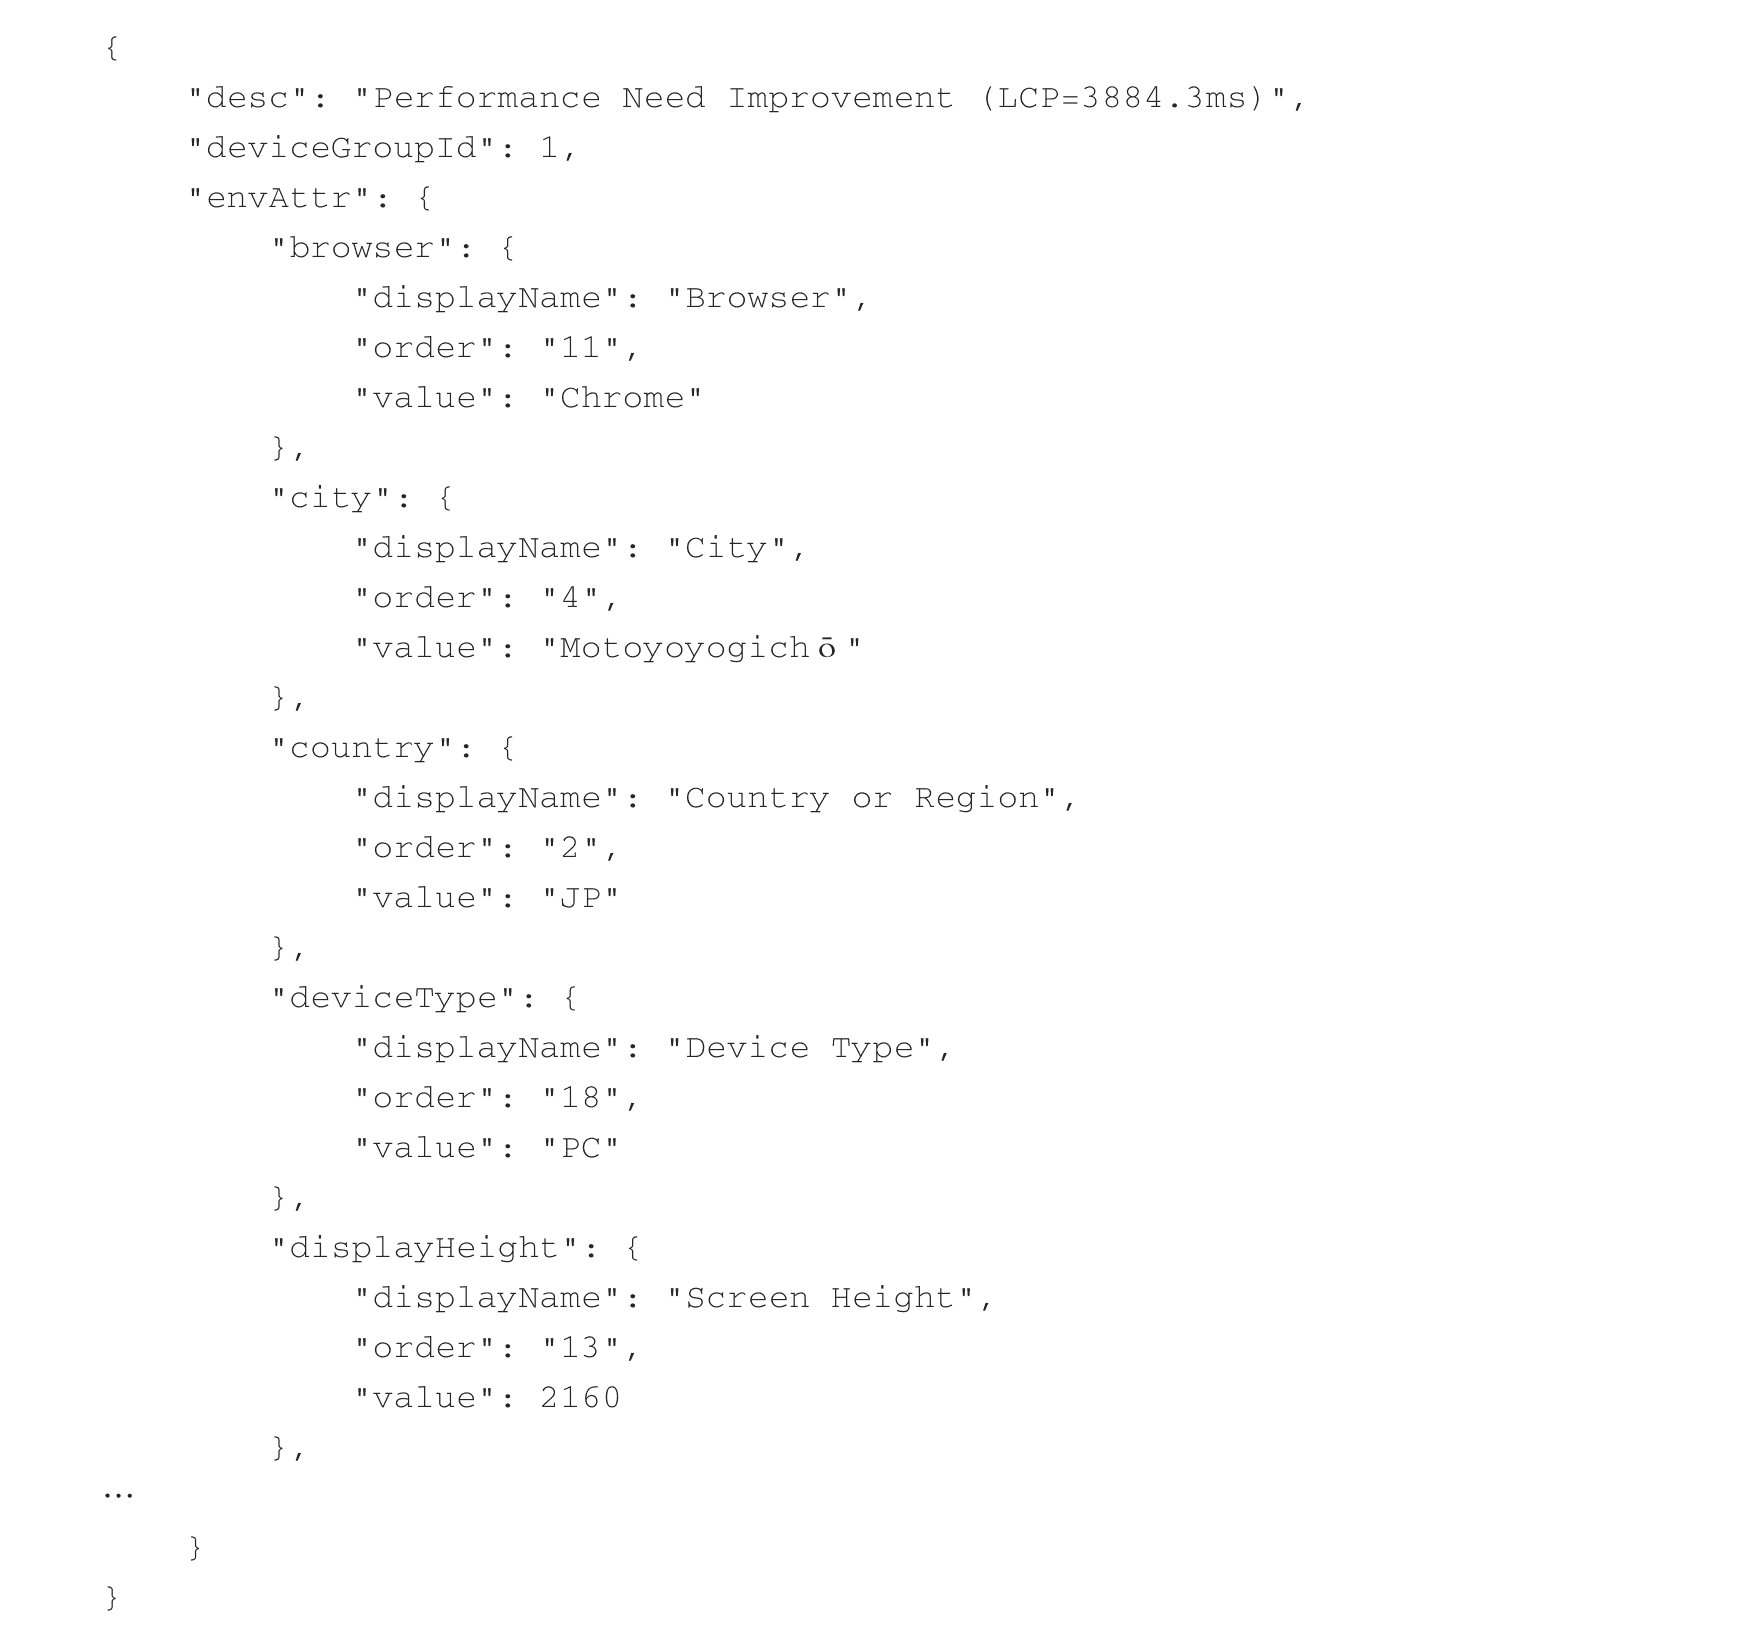 {
"desc": "Performance Need Improvement (LCP=3884.3ms)",
"deviceGroupId": 1,
"envAttr": {
"browser": {
"displayName": "Browser",
"order": "11",
"value": "Chrome"
},
"city": {
"displayName": "City",
"order": "4",
"value": "Motoyoyogichō"
},
"country": {
"displayName": "Country or Region",
"order": "2",
"value": "JP"
},
"deviceType": {
"displayName": "Device Type",
"order": "18",
"value": "PC"
},
"displayHeight": {
"displayName": "Screen Height",
"order": "13",
"value": 2160
},
…
}
}